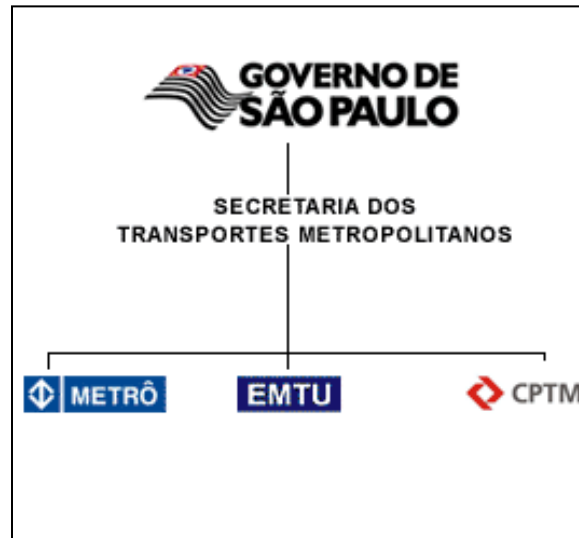 GOVERNO DE
SÃO PAULO
SECRETARIA DOS
TRANSPORTES METROPOLITANOS
METRÔ EMTU CPTM